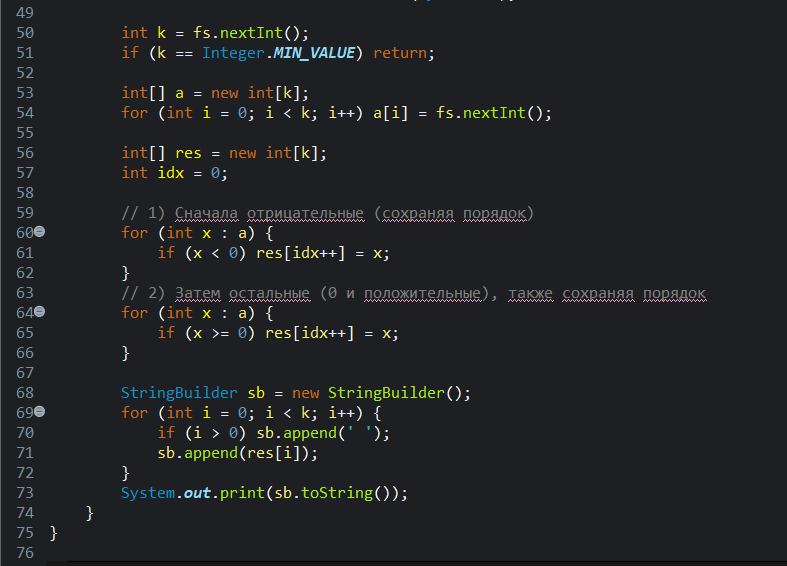 49
50 int k = fs.nextInt();
51 if (k == Integer.MIN_VALUE) return;
52
53 int[] a = new int[k];
54 for (int i = 0; i < k; i++) a[i] = fs.nextInt();
55
56 int[] res = new int[k];
57 int idx = 0;
58
59 // 1) Сначала отрицательные (сохраняя порядок)
60 for (int x : a) {
61 if (x < 0) res[idx++] = x;
62 }
63 // 2) Затем остальные (0 и положительные), также сохраняя порядок
64 for (int x : a) {
65 if (x >= 0) res[idx++] = x;
66 }
67
68 StringBuilder sb = new StringBuilder();
69 for (int i = 0; i < k; i++) {
70 if (i > 0) sb.append(' ');
71 sb.append(res[i]);
72 }
73 System.out.print(sb.toString());
74 }
75 }
76